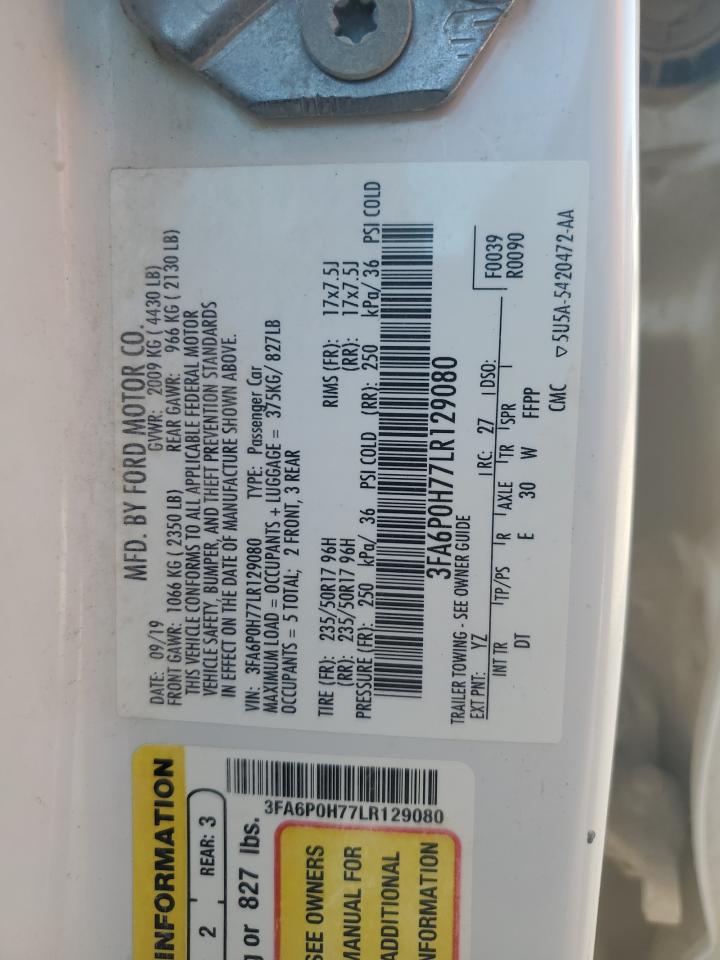 MFD. BY FORD MOTOR CO.
DATE: 09/19 GVWR: 2009 KG ( 4430 LB)
FRONT GAWR: 1066 KG ( 2350 LB) REAR GAWR: 966 KG ( 2130 LB)
THIS VEHICLE CONFORMS TO ALL APPLICABLE FEDERAL MOTOR
VEHICLE SAFETY, BUMPER, AND THEFT PREVENTION STANDARDS
IN EFFECT ON THE DATE OF MANUFACTURE SHOWN ABOVE.
VIN: 3FA6P0H77LR129080 TYPE: Passenger Car
MAXIMUM LOAD = OCCUPANTS + LUGGAGE = 375KG/ 827LB
OCCUPANTS = 5 TOTAL; 2 FRONT, 3 REAR
TIRE (FR): 235/50R17 96H RIMS (FR): 17x7.5J
(RR): 235/50R17 96H (RR): 17x7.5J
PRESSURE (FR): 250 kPa/ 36 PSI COLD (RR): 250 kPa/ 36 PSI COLD
3FA6P0H77LR129080
TRAILER TOWING - SEE OWNER GUIDE
EXT PNT: YZ RC: 27 DSO: F0039
R0090
INT TR TP/PS R AXLE TR SPR
DT E 30 W FFPP
CMC ▽5U5A-5420472-AA
INFORMATION
2 REAR: 3
or 827 lbs.
3FA6P0H77LR129080
SEE OWNERS
MANUAL FOR
ADDITIONAL
INFORMATION